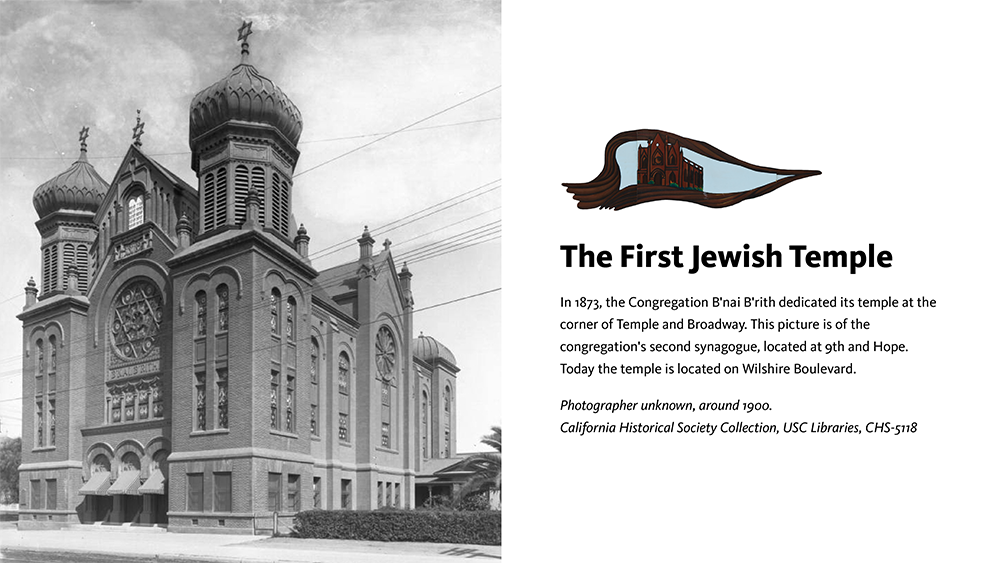 The First Jewish Temple
In 1873, the Congregation B'nai B'rith dedicated its temple at the
corner of Temple and Broadway. This picture is of the
congregation's second synagogue, located at 9th and Hope.
Today the temple is located on Wilshire Boulevard.
Photographer unknown, around 1900.
California Historical Society Collection, USC Libraries, CHS-5118